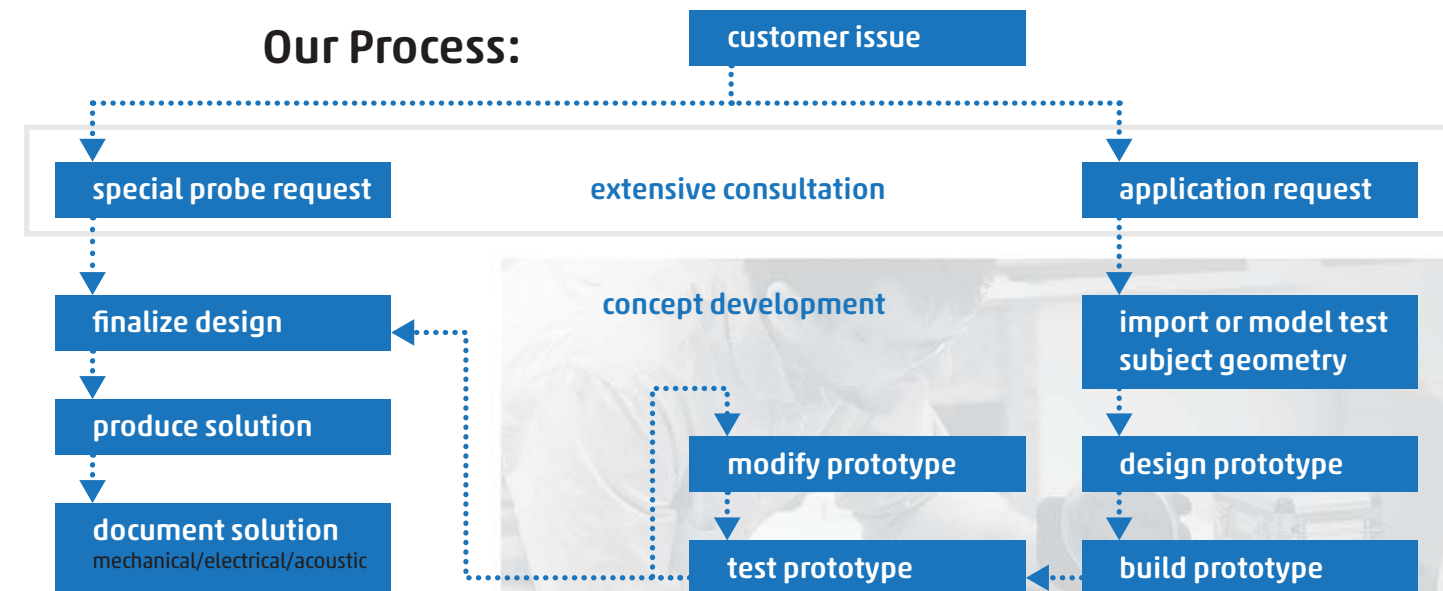 Our Process:
customer issue
special probe request
extensive consultation
application request
finalize design
concept development
import or model test
subject geometry
produce solution
modify prototype
design prototype
document solution
mechanical/electrical/acoustic
test prototype
build prototype